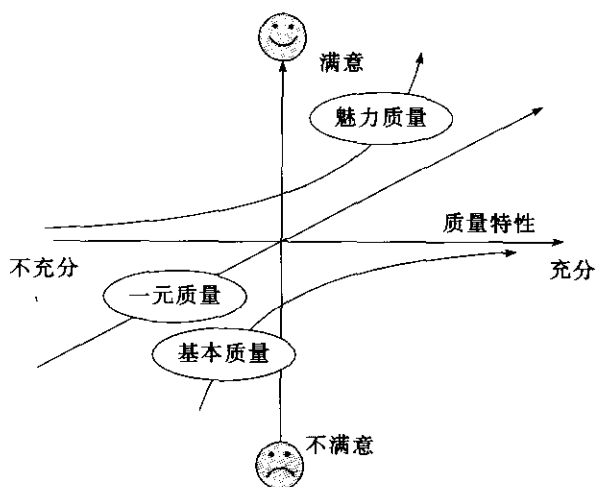 满意
魅力质量
质量特性
不充分
充分
一元质量
基本质量
不满意